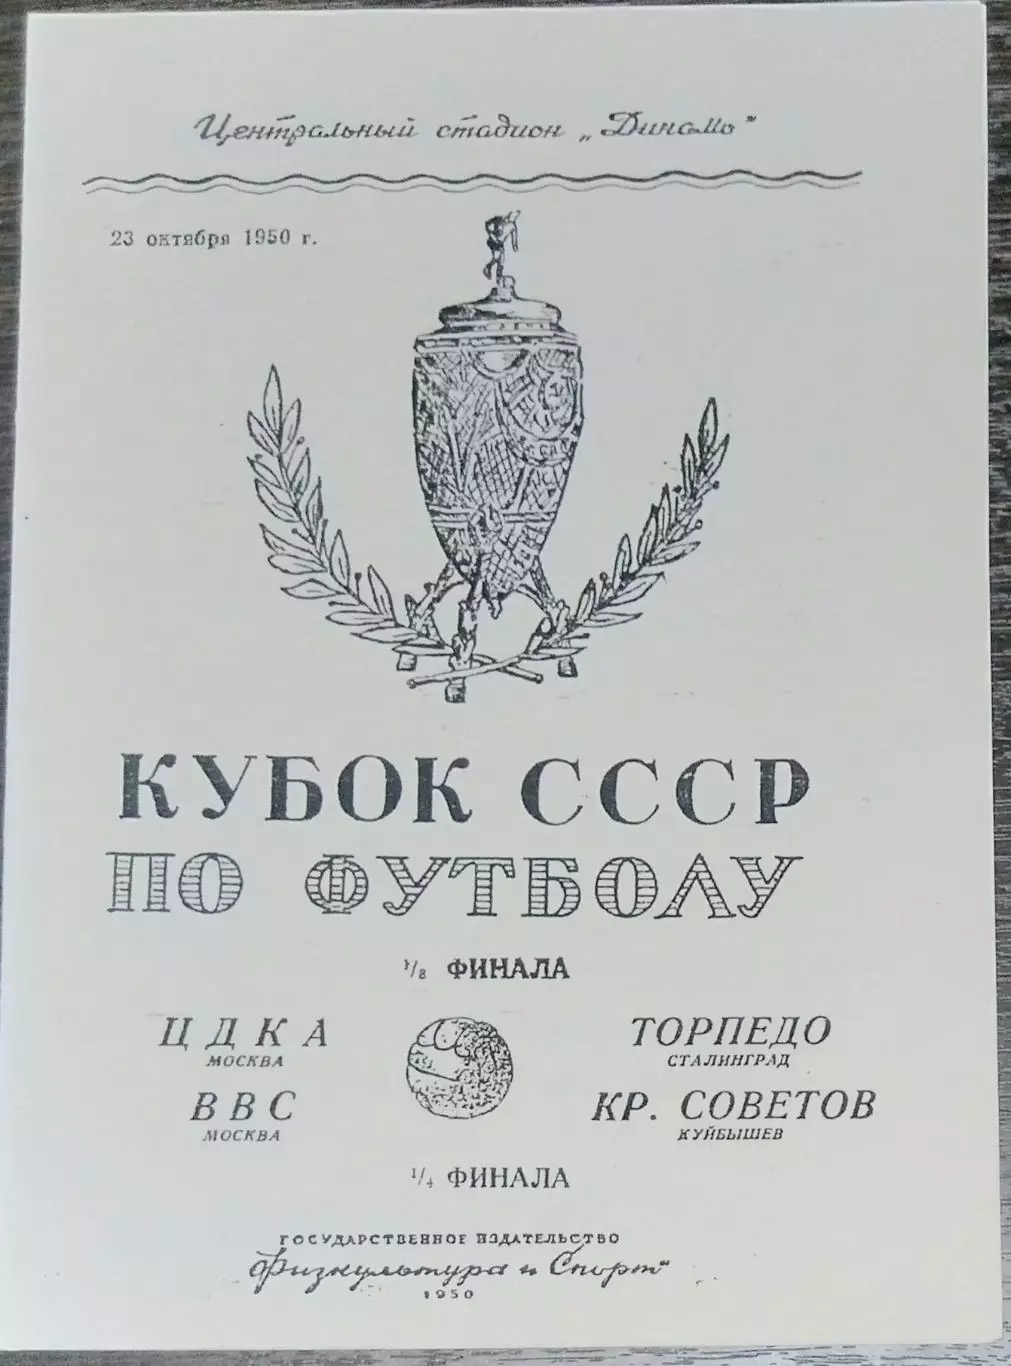 Центральный стадион „Динамо"
23 октября 1950 г.
КУБОК СССР
ПО ФУТБОЛУ
1/8 ФИНАЛА
ЦДКА
МОСКВА
ТОРПЕДО
СТАЛИНГРАД
ВВС
МОСКВА
КР. СОВЕТОВ
КУЙБЫШЕВ
1/4 ФИНАЛА
ГОСУДАРСТВЕННОЕ ИЗДАТЕЛЬСТВО
„Физкультура и Спорт"
1950